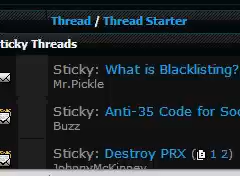 Thread / Thread Starter
ticky Threads
Sticky: What is Blacklisting?
Mr.Pickle
Sticky: Anti-35 Code for Soc
Buzz
Sticky: Destroy PRX ( 1 2)
JohnnyMcKinney